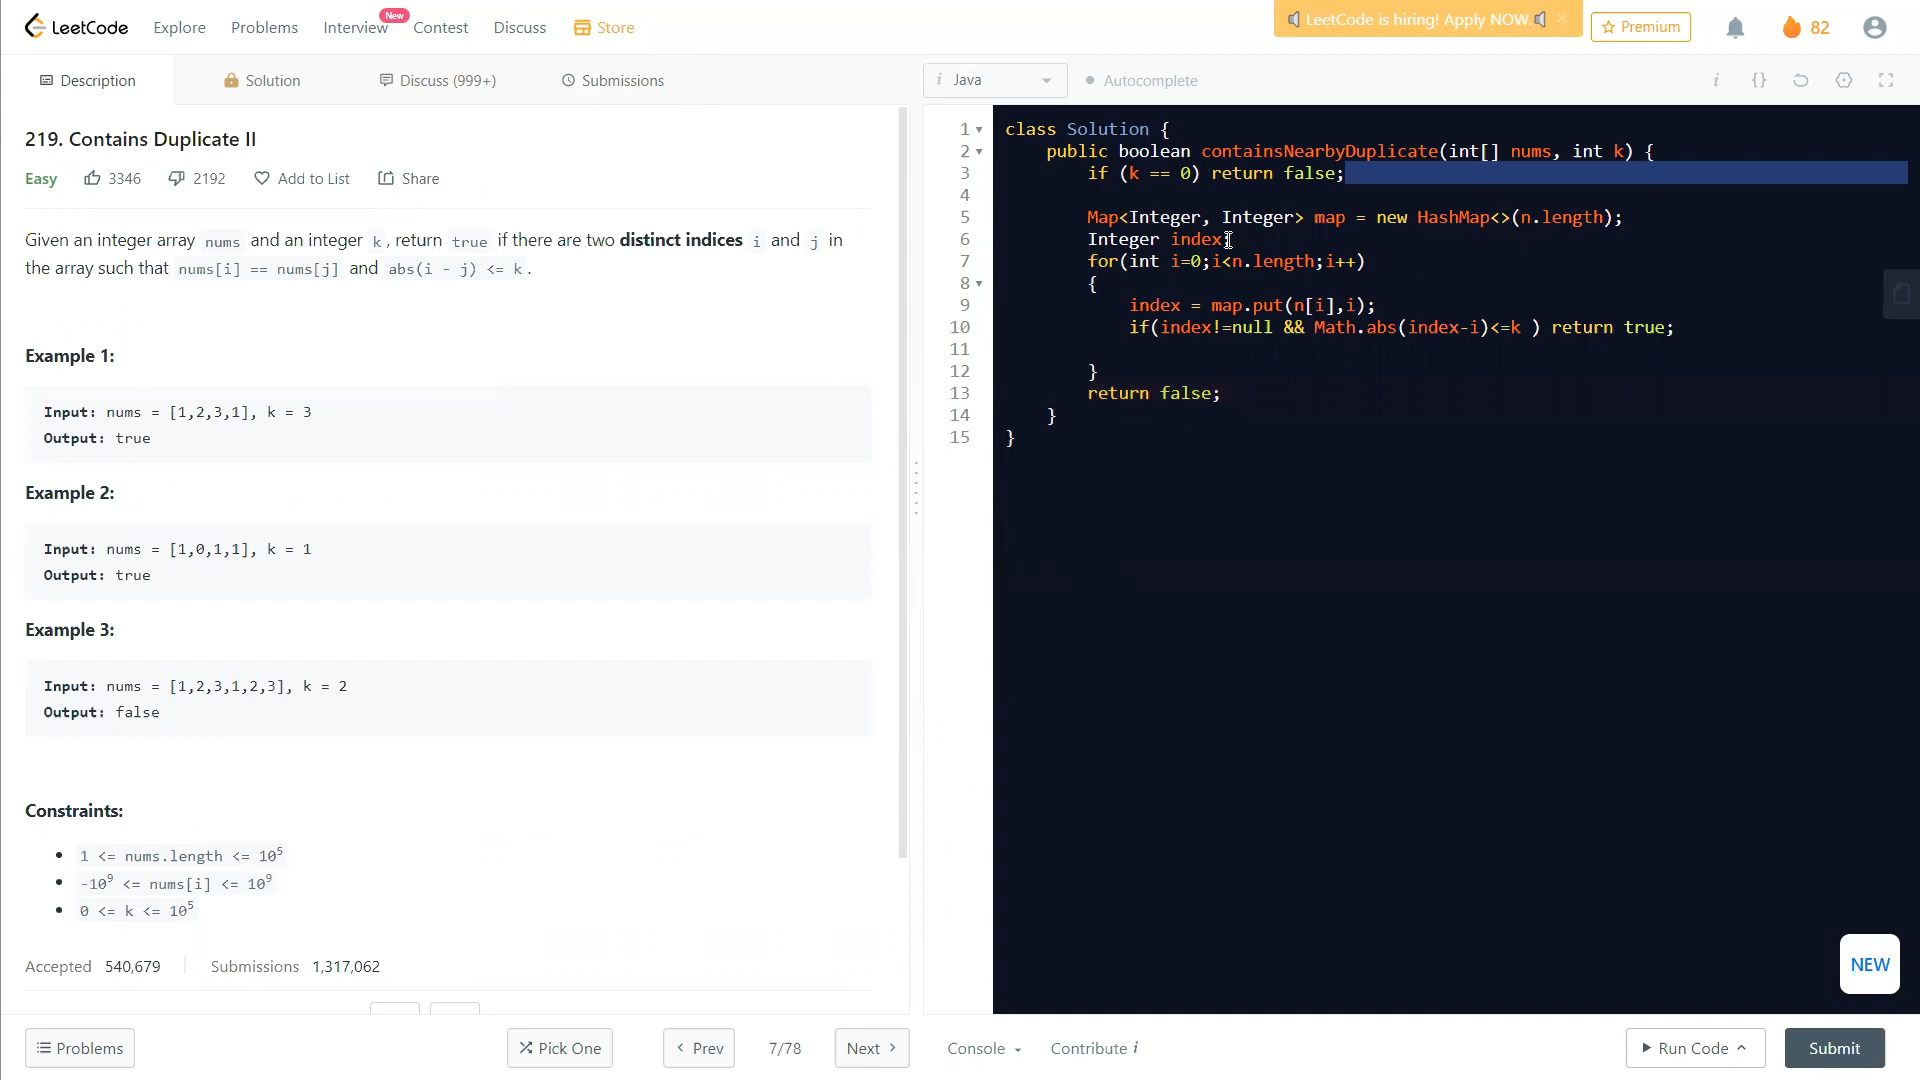 LeetCode
Explore
Problems
Interview
New
Contest
Discuss
Store
LeetCode is hiring! Apply NOW.
Premium
82
Description
Solution
Discuss (999+)
Submissions
i Java
Autocomplete
219. Contains Duplicate II
Easy 3346 2192 Add to List Share
Given an integer array nums and an integer k, return true if there are two distinct indices i and j in
the array such that nums[i] == nums[j] and abs(i - j) <= k.
Example 1:
Input: nums = [1,2,3,1], k = 3
Output: true
Example 2:
Input: nums = [1,0,1,1], k = 1
Output: true
Example 3:
Input: nums = [1,2,3,1,2,3], k = 2
Output: false
Constraints:
1 <= nums.length <= 10⁵
-10⁹ <= nums[i] <= 10⁹
0 <= k <= 10⁵
Accepted 540,679 Submissions 1,317,062
1 class Solution {
2 public boolean containsNearbyDuplicate(int[] nums, int k) {
3 if (k == 0) return false;
4
5 Map<Integer, Integer> map = new HashMap<>(n.length);
6 Integer index;
7 for(int i=0;i<n.length;i++)
8 {
9 index = map.put(n[i],i);
10 if(index!=null && Math.abs(index-i)<=k ) return true;
11
12 }
13 return false;
14 }
15 }
NEW
Problems
Pick One
Prev
7/78
Next
Console
Contribute i
Run Code
Submit